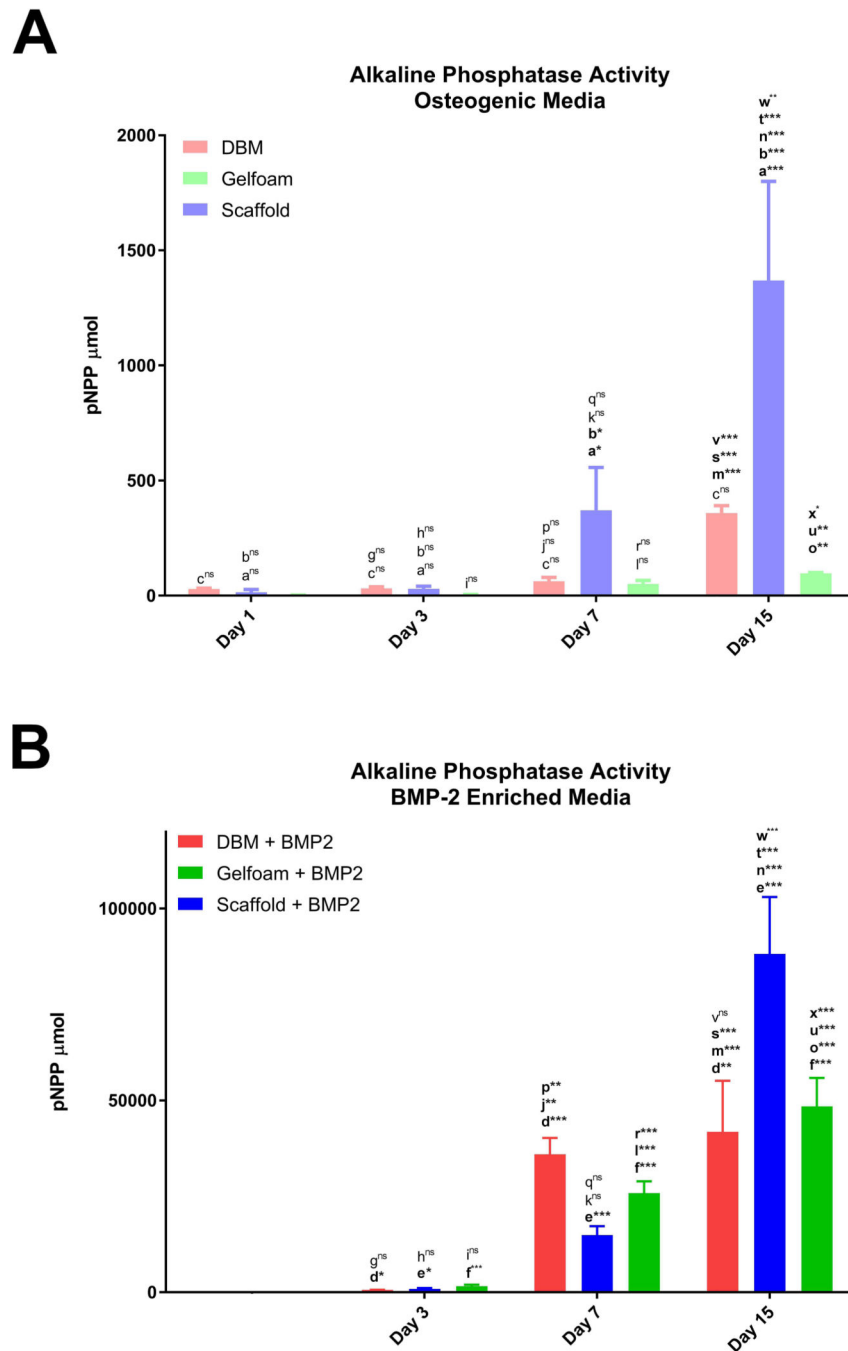 A
Alkaline Phosphatase Activity
Osteogenic Media
DBM
Gelfoam
Scaffold
pNPP μmol
2000
1500
1000
500
0
c^ns
b^ns
a^ns
g^ns
c^ns
h^ns
b^ns
a^ns
i^ns
p^ns
j^ns
c^ns
q^ns
k^ns
b*
a*
r^ns
l^ns
v***
s***
m***
c^ns
w**
t***
n***
b***
a***
x*
u**
o**
Day 1
Day 3
Day 7
Day 15
B
Alkaline Phosphatase Activity
BMP-2 Enriched Media
DBM + BMP2
Gelfoam + BMP2
Scaffold + BMP2
pNPP μmol
100000
50000
0
g^ns
d*
h^ns
e*
i^ns
f***
p**
j**
d***
q^ns
k^ns
e***
r***
l***
f***
v^ns
s***
m***
d**
w***
t***
n***
e***
x***
u***
o***
f***
Day 3
Day 7
Day 15